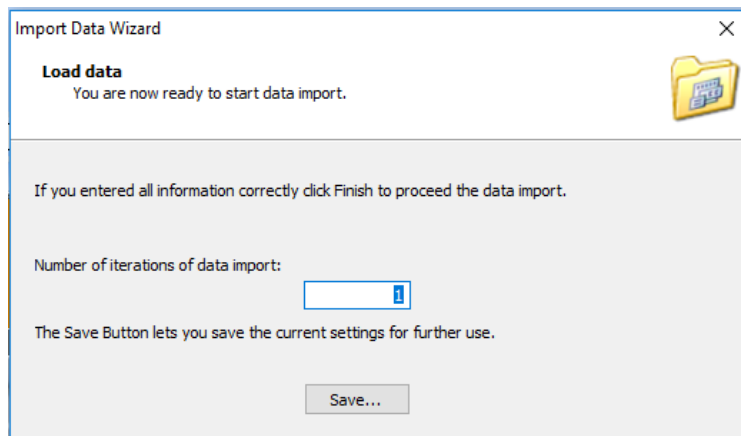 Import Data Wizard
Load data
You are now ready to start data import.
If you entered all information correctly click Finish to proceed the data import.
Number of iterations of data import:
1
The Save Button lets you save the current settings for further use.
Save...